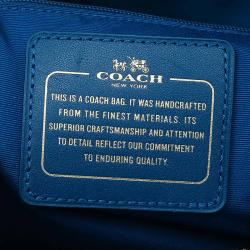 COACH
NEW YORK
THIS IS A COACH BAG. IT WAS HANDCRAFTED
FROM THE FINEST MATERIALS. ITS
SUPERIOR CRAFTSMANSHIP AND ATTENTION
TO DETAIL REFLECT OUR COMMITMENT
TO ENDURING QUALITY.